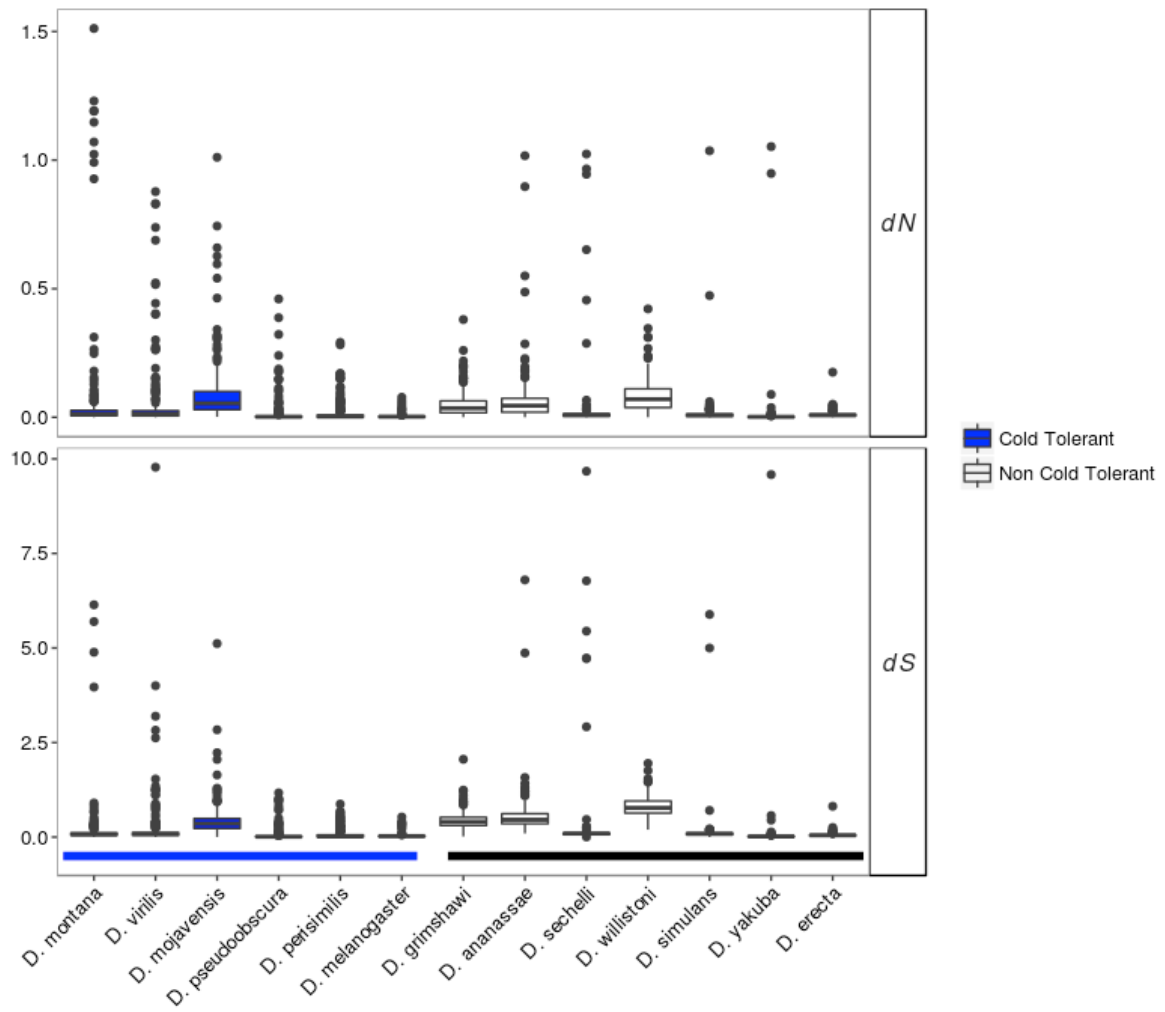 1.5
1.0
0.5
0.0
dN
10.0
7.5
5.0
2.5
0.0
dS
Cold Tolerant
Non Cold Tolerant
D. montana
D. virilis
D. mojavensis
D. pseudoobscura
D. perisimilis
D. melanogaster
D. grimshawi
D. ananassae
D. sechelli
D. willistoni
D. simulans
D. yakuba
D. erecta